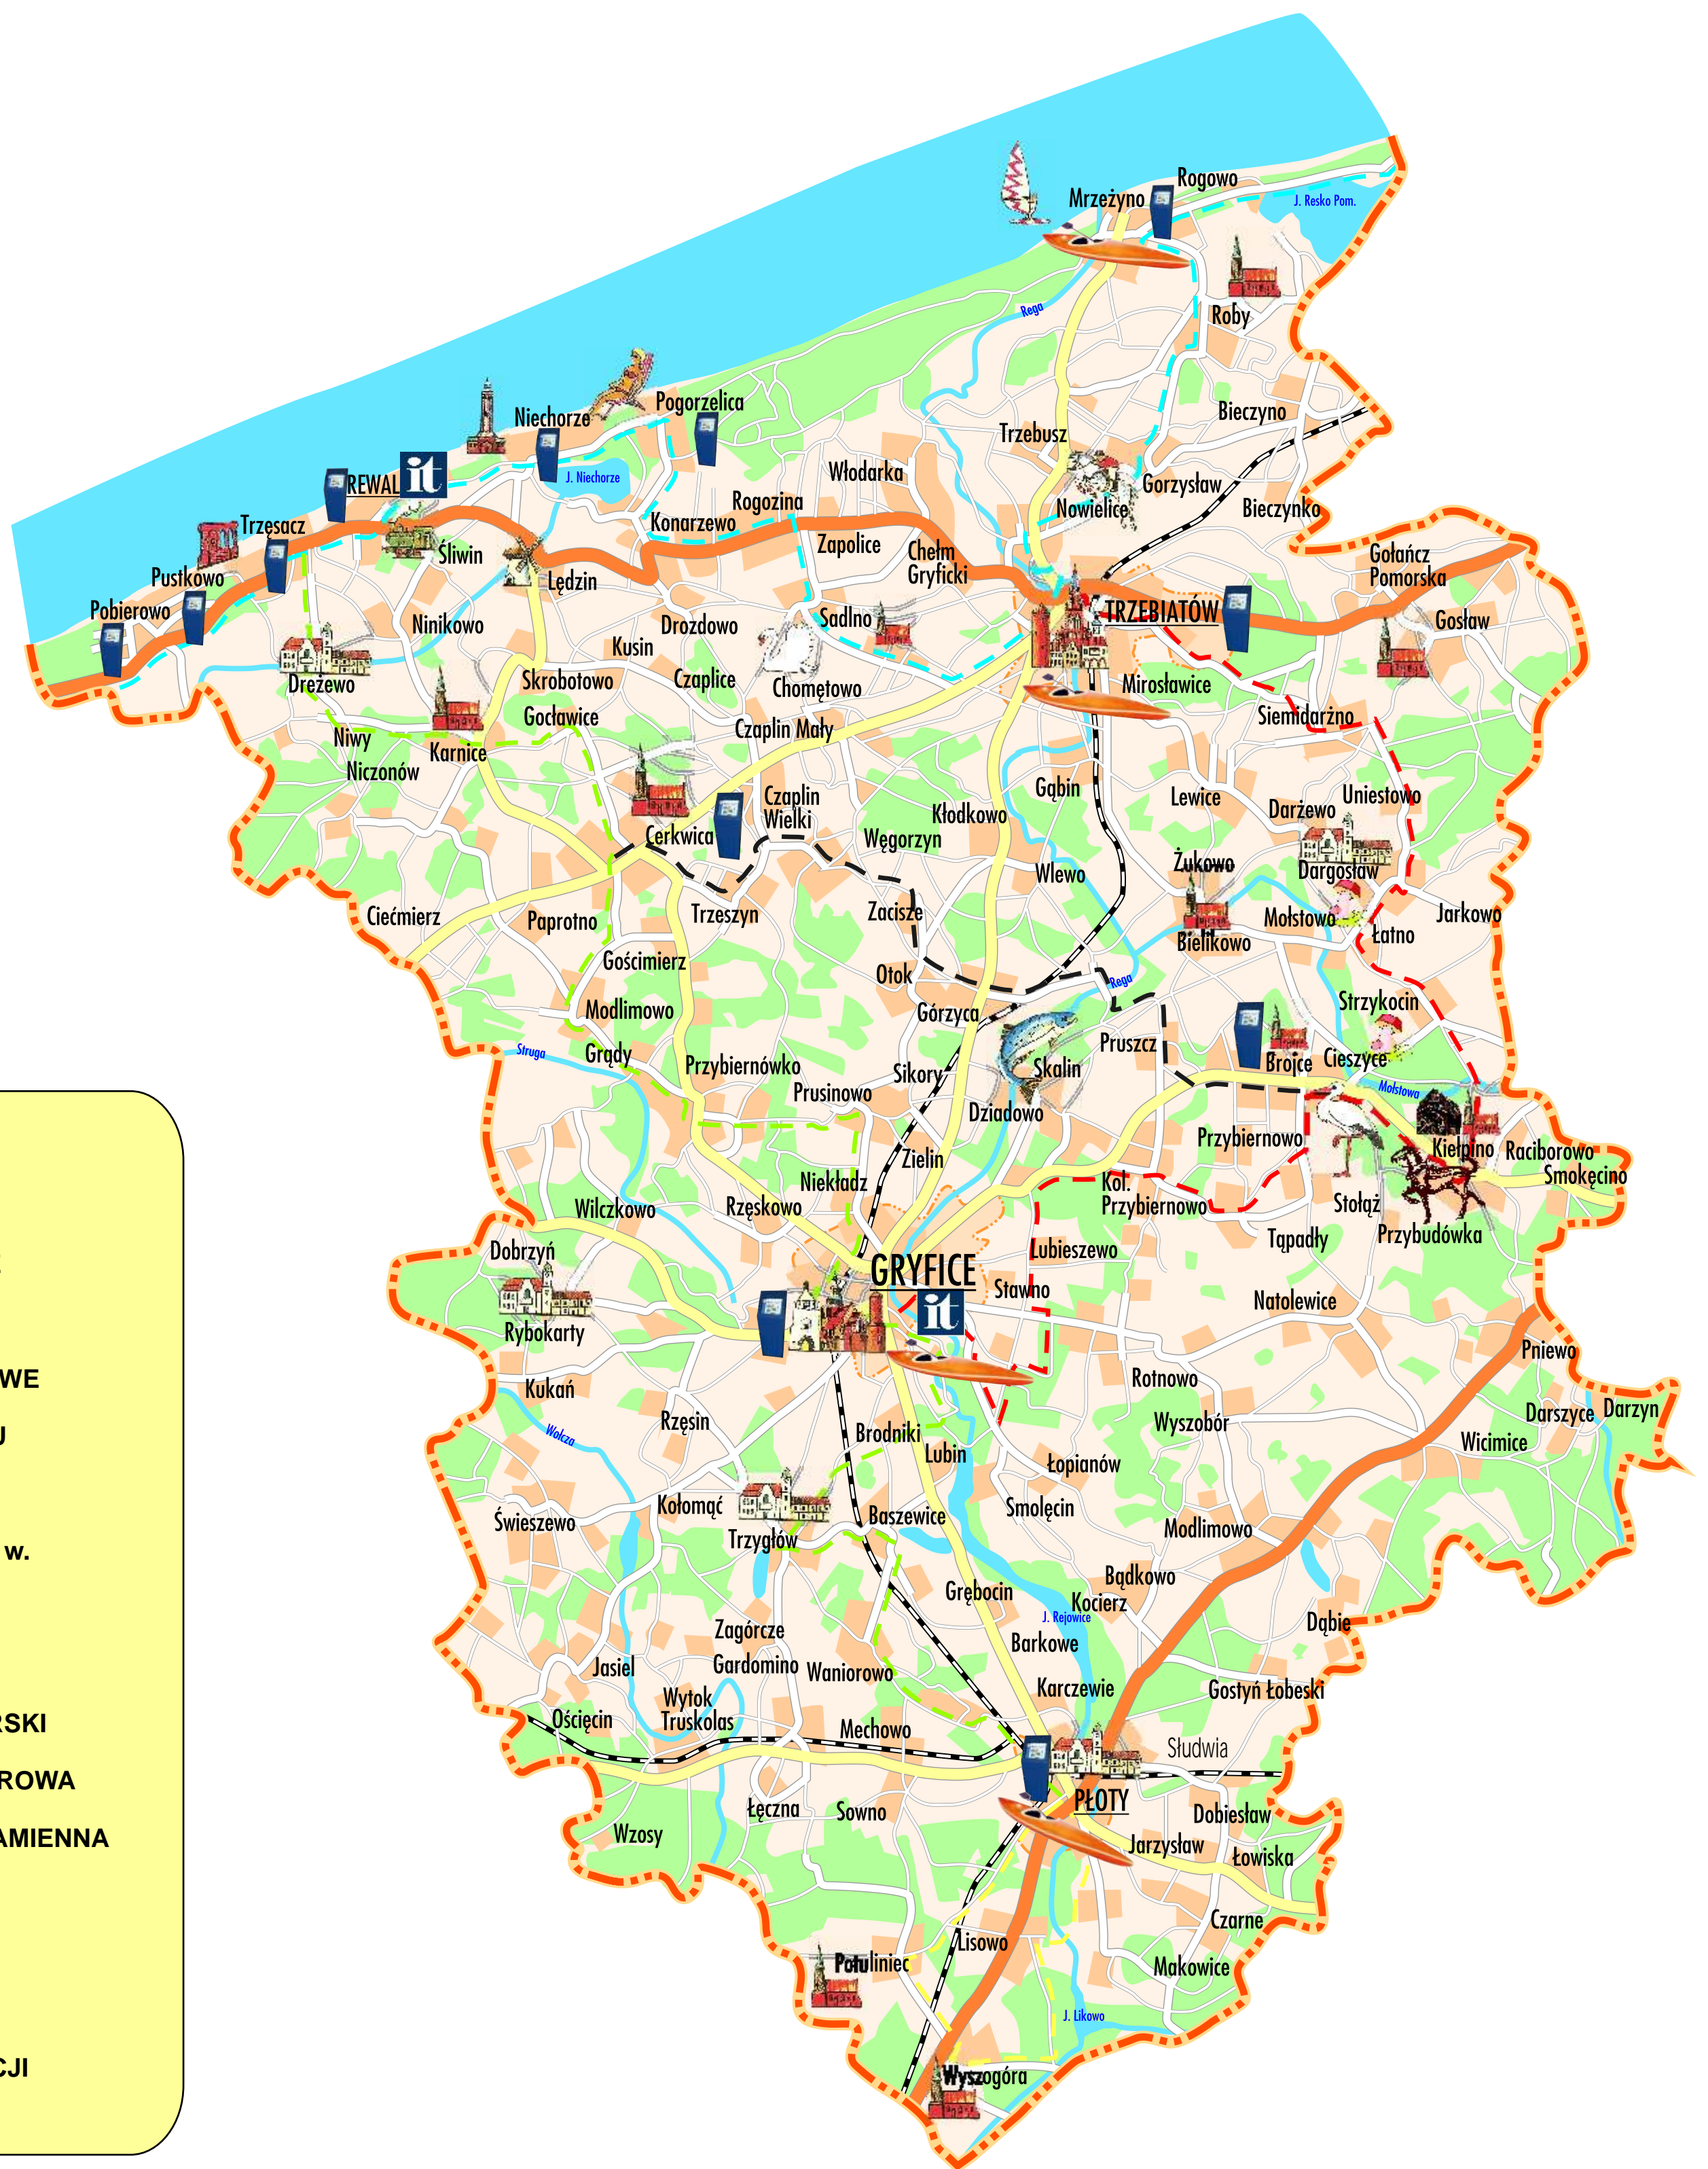 Rogowo
Mrzeżyno
J. Resko Pom.
Rega
Roby
Pogorzelica
Niechorze
Bieczyno
Trzebusz
it
REWAL
J. Niechorze
Włodarka
Gorzysław
Rogozina
Nowielice
Bieczynko
Trzęsacz
Konarzewo
Śliwin
Zapolice
Chełm
Gryficki
Gołańcz
Pomorska
Pustkowo
Lędzin
Pobierowo
TRZEBIATÓW
Sadlno
Gosław
Ninikowo
Drozdowo
Kusin
Dreżewo
Skrobotowo
Czaplice
Chomętowo
Mirosławice
Gocławice
Siemidarżno
Czaplin Mały
Niwy
Karnice
Niczonów
Gąbin
Czaplin
Wielki
Lewice
Uniestowo
Darżewo
Kłodkowo
Cerkwica
Węgorzyn
Żukowo
Wlewo
Dargosław
Ciećmierz
Paprotno
Trzeszyn
Zacisze
Mołstowo
Jarkowo
Bielikowo
Łatno
Gościmierz
Otok
Rega
Modlimowo
Górzyca
Strzykocin
Struga
Grądy
Pruszcz
Brojce
Cieszyce
Przybiernówko
Sikory
Skalin
Prusinowo
Mołstowa
Dziadowo
Przybiernowo
Kiełpino
Raciborowo
Zielin
Smokęcino
Niekładz
Kol.
Przybiernowo
Wilczkowo
Rzęskowo
Stołąż
Przybudówka
Tąpadły
Dobrzyń
Lubieszewo
GRYFICE
it
Stawno
Natolewice
Rybokarty
Pniewo
Kukań
Rotnowo
Rzęsin
Wyszobór
Darszyce
Darzyn
Wołcza
Brodniki
Wicimice
Lubin
Łopianów
Kołomąć
Smolęcin
Świeszewo
Baszewice
Modlimowo
Trzygłów
Bądkowo
Grębocin
Kocierz
J. Rejowice
Dąbie
Zagórcze
Barkowe
Gardomino
Waniorowo
Jasiel
Karczewie
Gostyń Łobeski
Wytok
Truskolas
Ościęcin
Mechowo
Słudwia
PŁOTY
Łęczna
Sowno
Dobiesław
Wzosy
Jarzysław
Łowiska
Czarne
Lisowo
Potuliniec
Makowice
J. Likowo
Wyszogóra
WE
U
w.
RSKI
ROWA
AMIENNA
CJI